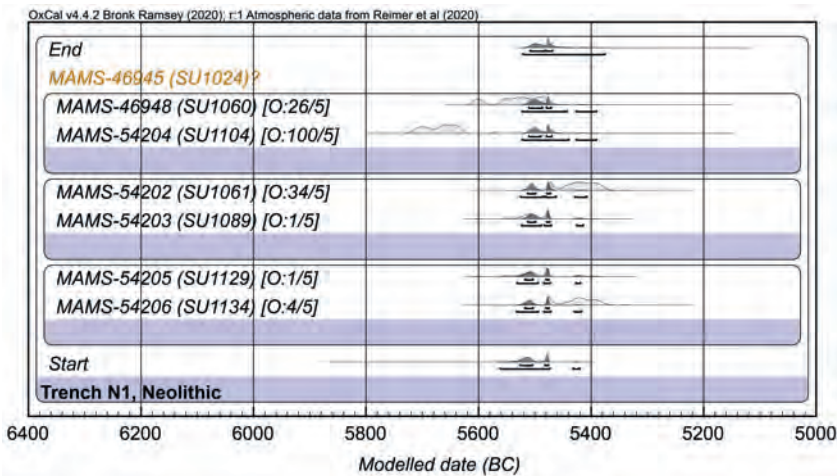 OxCal v4.4.2 Bronk Ramsey (2020); r:1 Atmospheric data from Reimer et al (2020)
End
MAMS-46945 (SU1024)?
MAMS-46948 (SU1060) [O:26/5]
MAMS-54204 (SU1104) [O:100/5]
MAMS-54202 (SU1061) [O:34/5]
MAMS-54203 (SU1089) [O:1/5]
MAMS-54205 (SU1129) [O:1/5]
MAMS-54206 (SU1134) [O:4/5]
Start
Trench N1, Neolithic
6400 6200 6000 5800 5600 5400 5200 5000
Modelled date (BC)